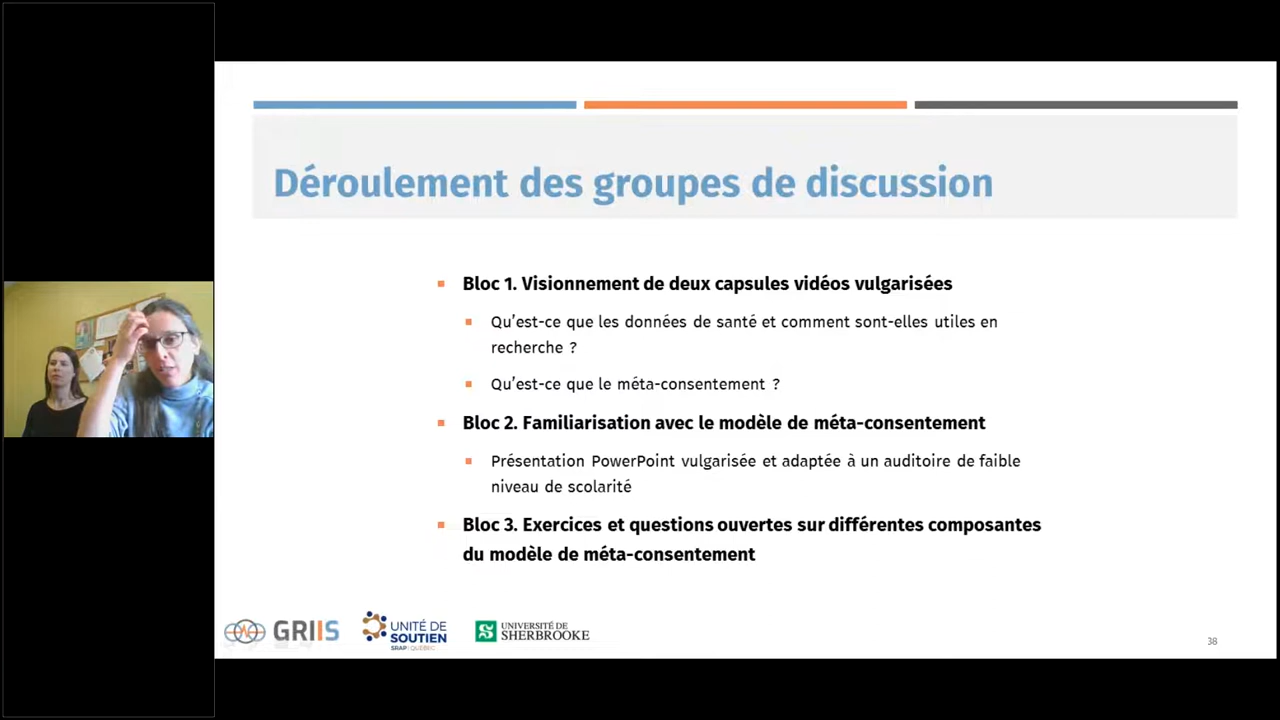 Déroulement des groupes de discussion
Bloc 1. Visionnement de deux capsules vidéos vulgarisées
Qu’est-ce que les données de santé et comment sont-elles utiles en
recherche ?
Qu’est-ce que le méta-consentement ?
Bloc 2. Familiarisation avec le modèle de méta-consentement
Présentation PowerPoint vulgarisée et adaptée à un auditoire de faible
niveau de scolarité
Bloc 3. Exercices et questions ouvertes sur différentes composantes
du modèle de méta-consentement
GRIIS
UNITÉ DE
SOUTIEN
SRAP | QUÉBEC
UNIVERSITÉ DE
SHERBROOKE
38